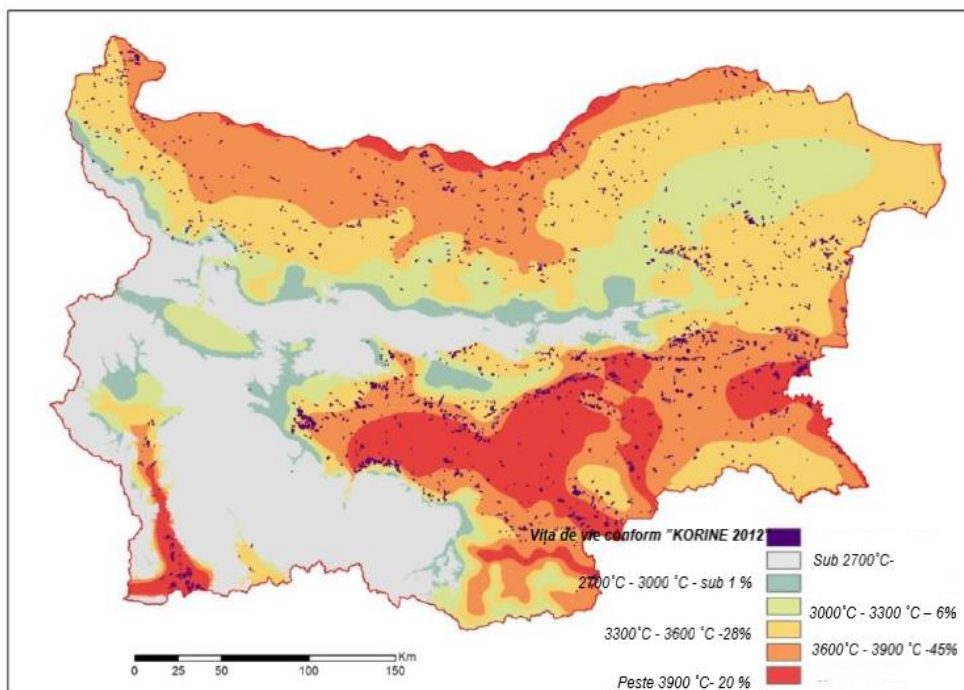 Vița de vie conform "KORINE 2012"
Sub 2700˚C-
2700˚C - 3000 ˚C - sub 1 %
3000˚C - 3300 ˚C – 6%
3300˚C - 3600 ˚C -28%
3600˚C - 3900 ˚C -45%
Peste 3900 ˚C- 20 %
Km
0 25 50 100 150